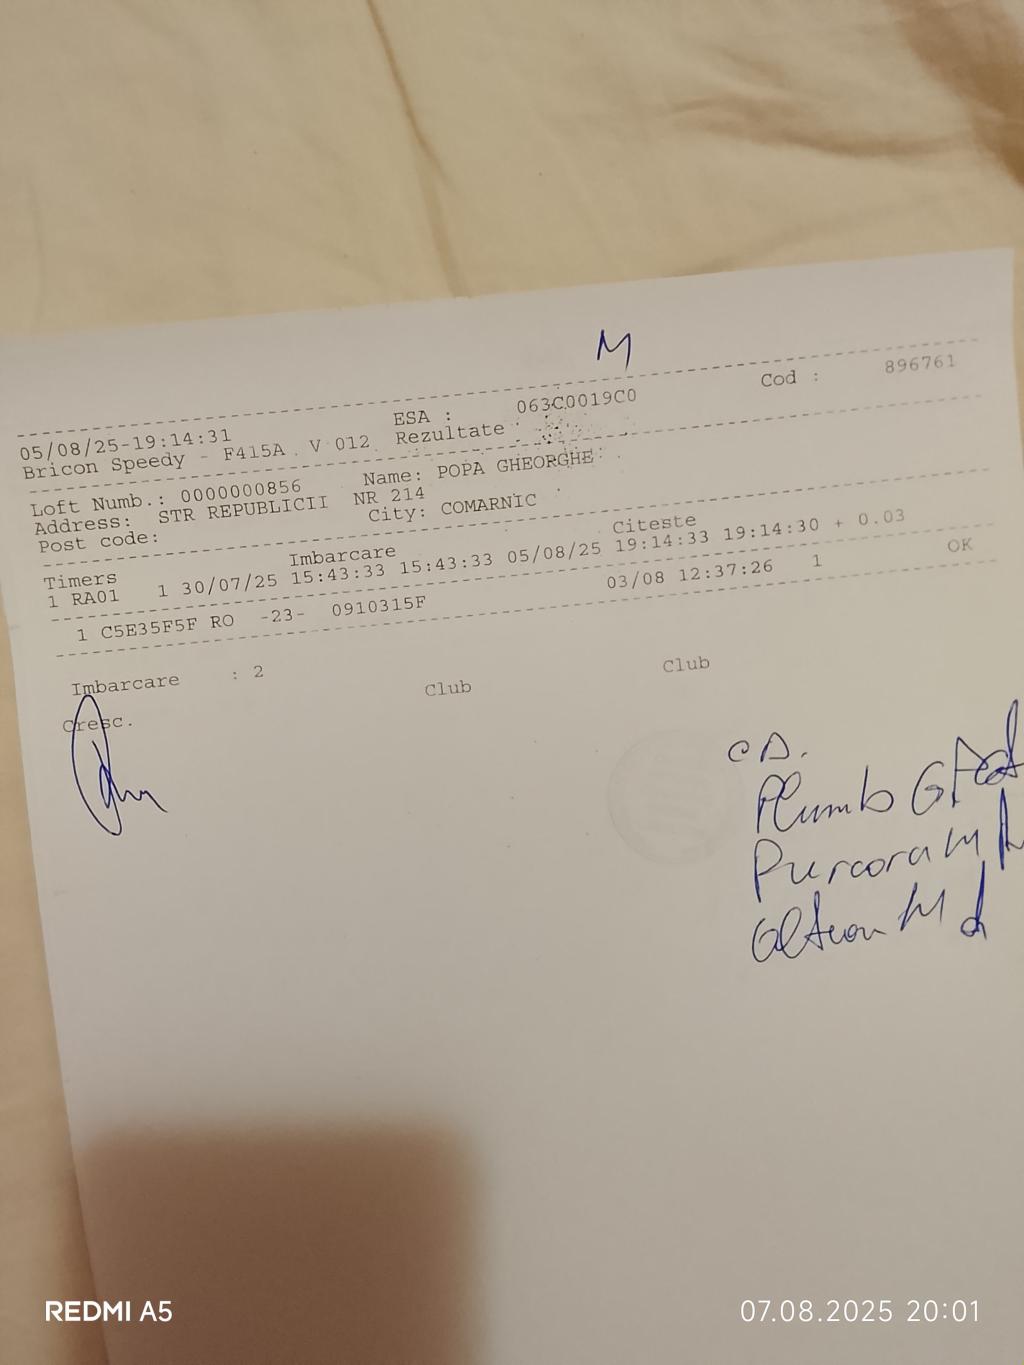 M
05/08/25-19:14:31 ESA : 063C0019C0 Cod : 896761
Bricon Speedy - F415A . V 012 Rezultate
Loft Numb.: 0000000856 Name: POPA GHEORGHE
Address: STR REPUBLICII NR 214
Post code: City: COMARNIC
Timers Imbarcare Citeste
1 RA01 1 30/07/25 15:43:33 15:43:33 05/08/25 19:14:33 19:14:30 + 0.03
1 C5E35F5F RO -23- 0910315F 03/08 12:37:26 1 OK
Imbarcare : 2
Cresc. Club Club
CD.
Plumb G
Purcora M
Oltean M
REDMI A5 07.08.2025 20:01